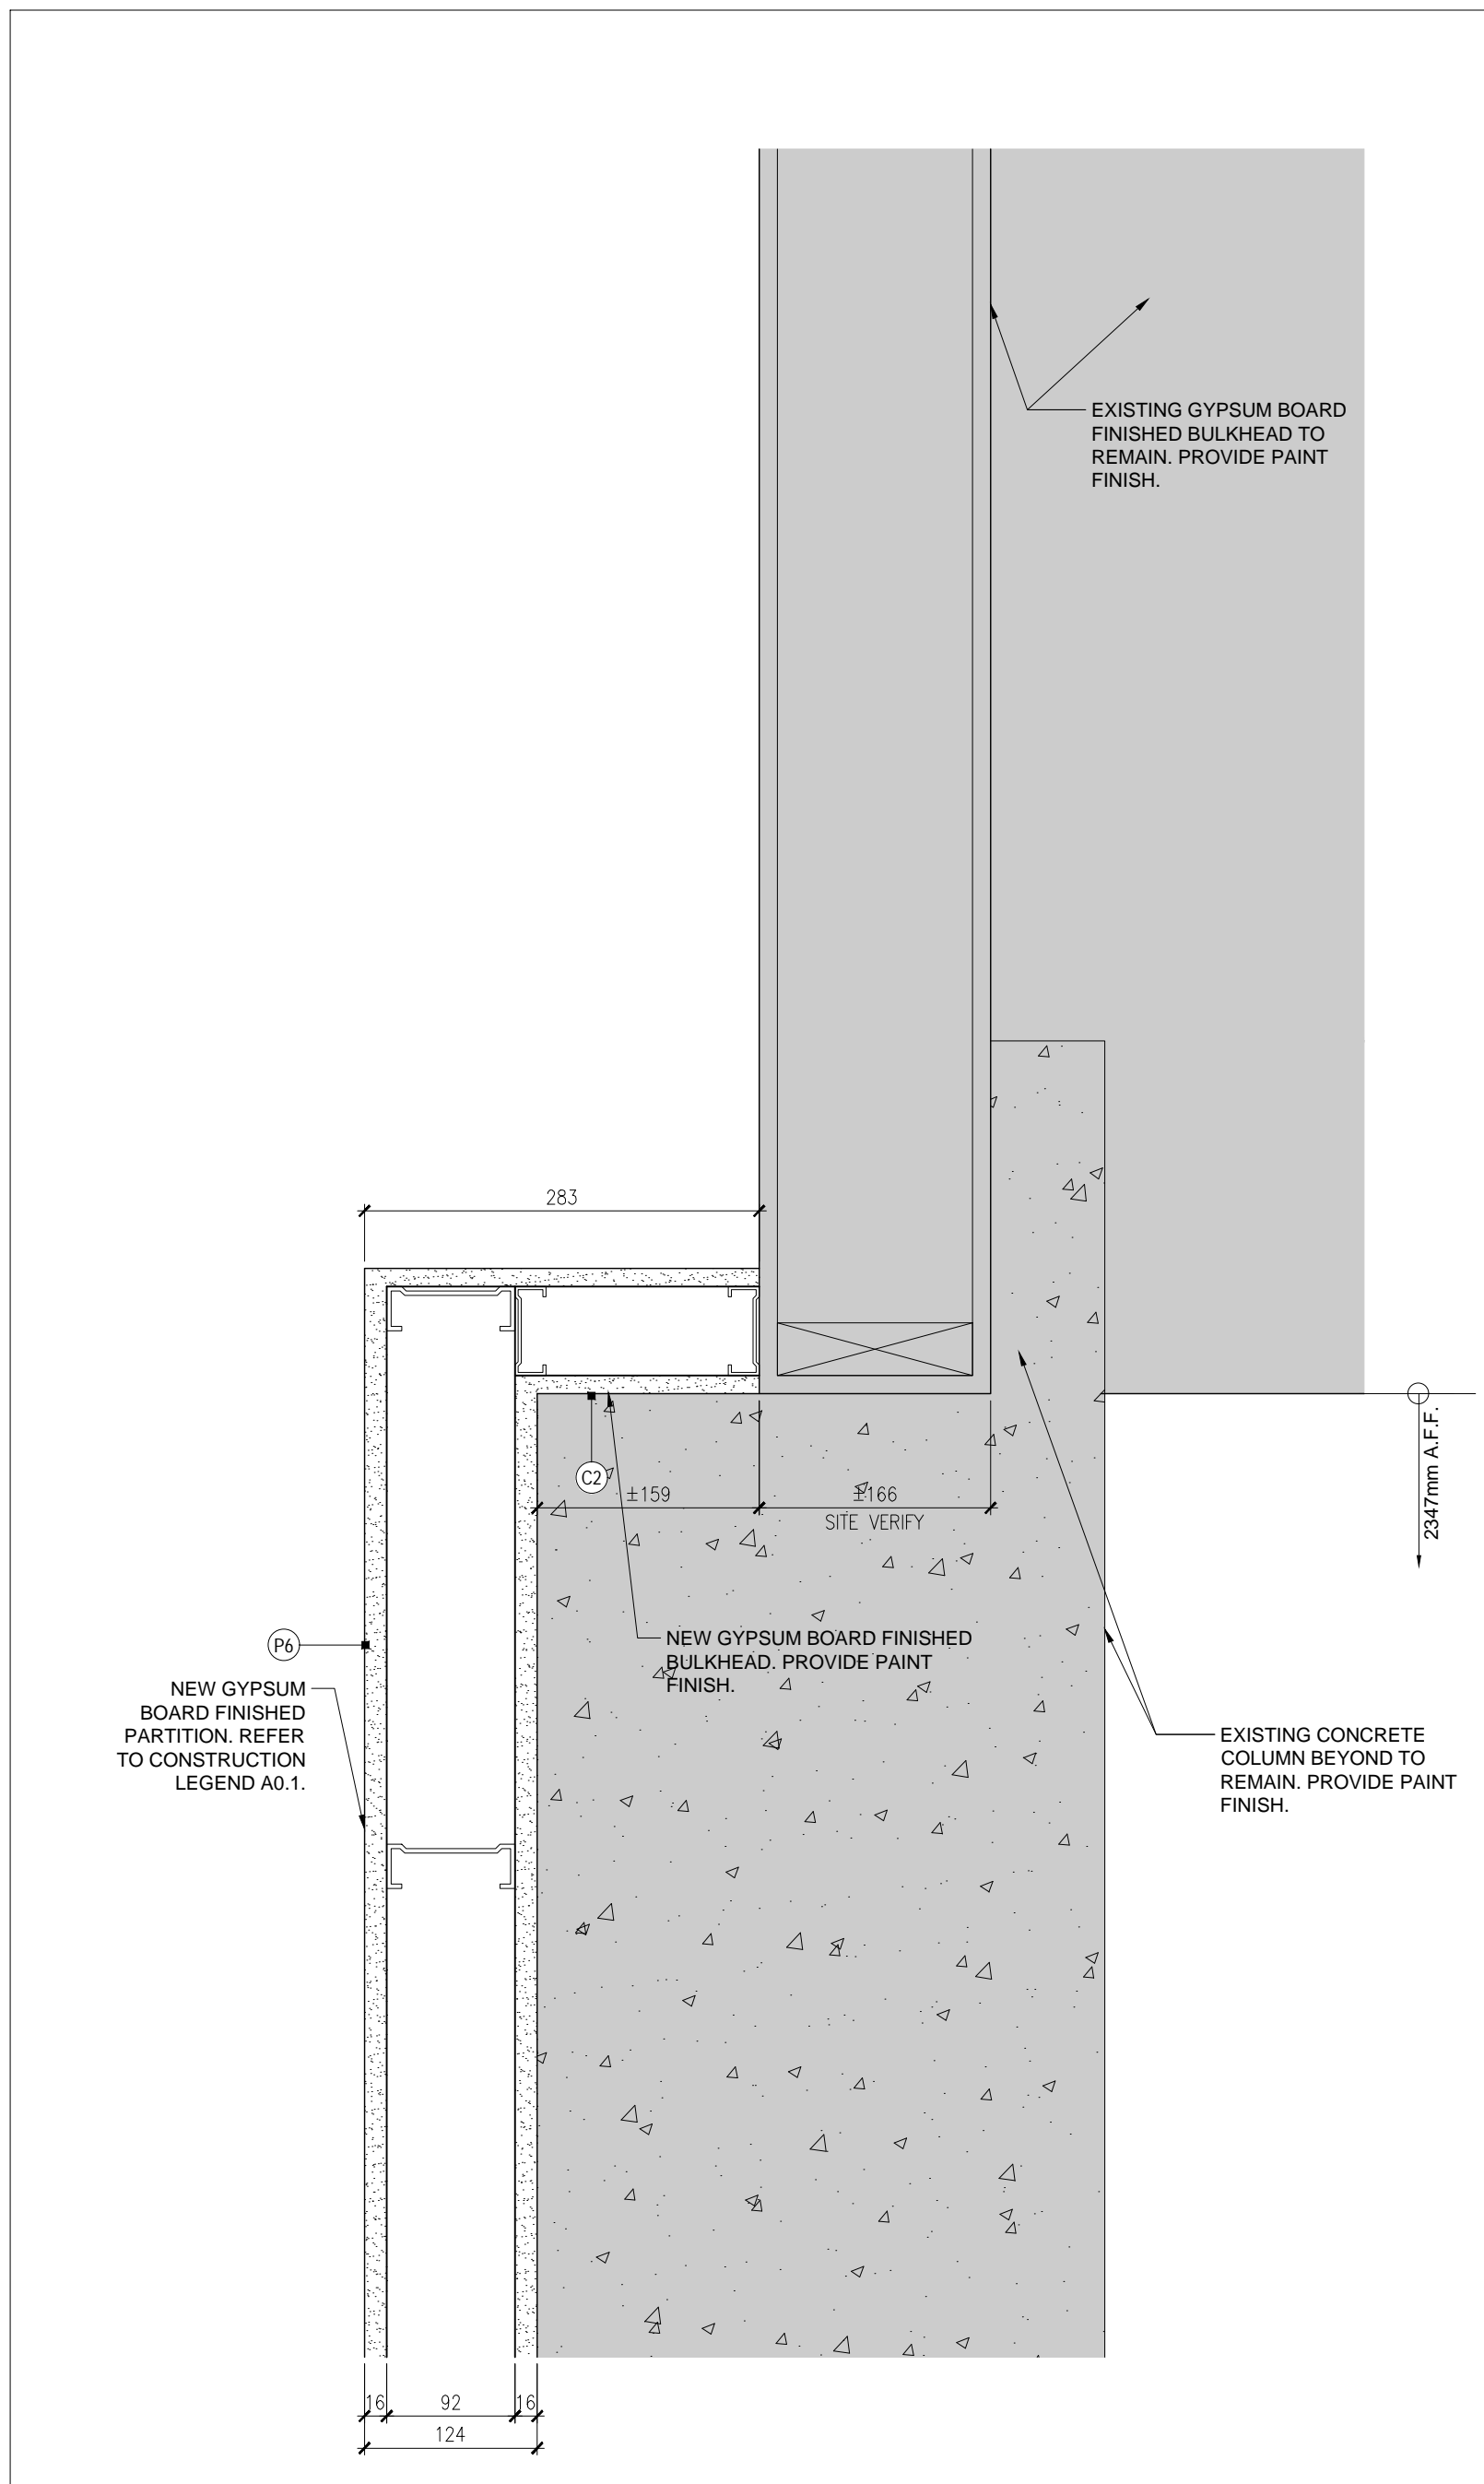 EXISTING GYPSUM BOARD
FINISHED BULKHEAD TO
REMAIN. PROVIDE PAINT
FINISH.
283
2347mm A.F.F.
C2
±159
±166
SITE VERIFY
P6
NEW GYPSUM BOARD FINISHED
BULKHEAD. PROVIDE PAINT
FINISH.
NEW GYPSUM
BOARD FINISHED
PARTITION. REFER
TO CONSTRUCTION
LEGEND A0.1.
EXISTING CONCRETE
COLUMN BEYOND TO
REMAIN. PROVIDE PAINT
FINISH.
16 92 16
124